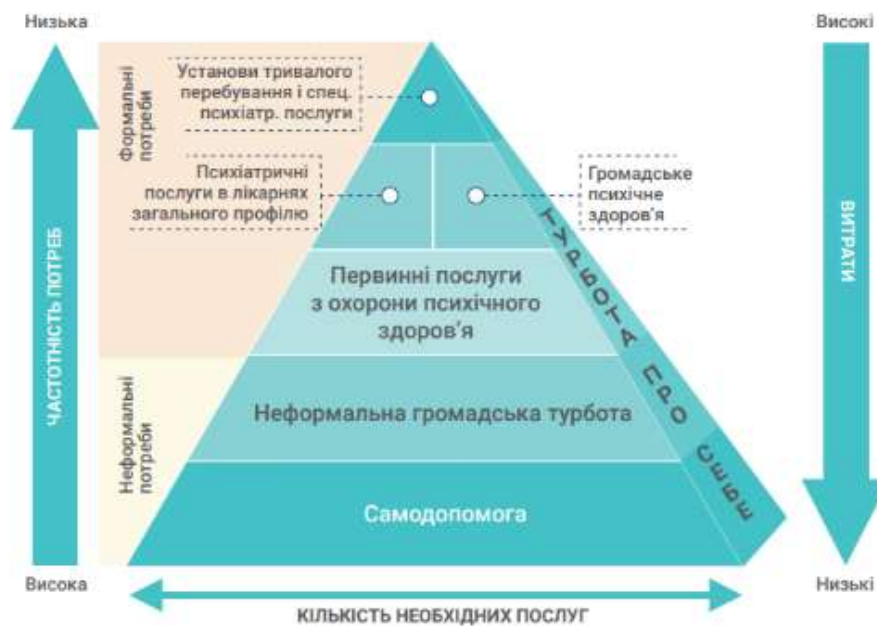 Низька
Високі
Формальні
потреби
Установи тривалого
перебування і спец.
психіатр. послуги
Психіатричні
послуги в лікарнях
загального профілю
Громадське
психічне
здоров'я
ЧАСТОТНІСТЬ ПОТРЕБ
ВИТРАТИ
ТУРБОТА ПРО СЕБЕ
Первинні послуги
з охорони психічного
здоров'я
Неформальні
потреби
Неформальна громадська турбота
Самодопомога
Висока
Низькі
КІЛЬКІСТЬ НЕОБХІДНИХ ПОСЛУГ